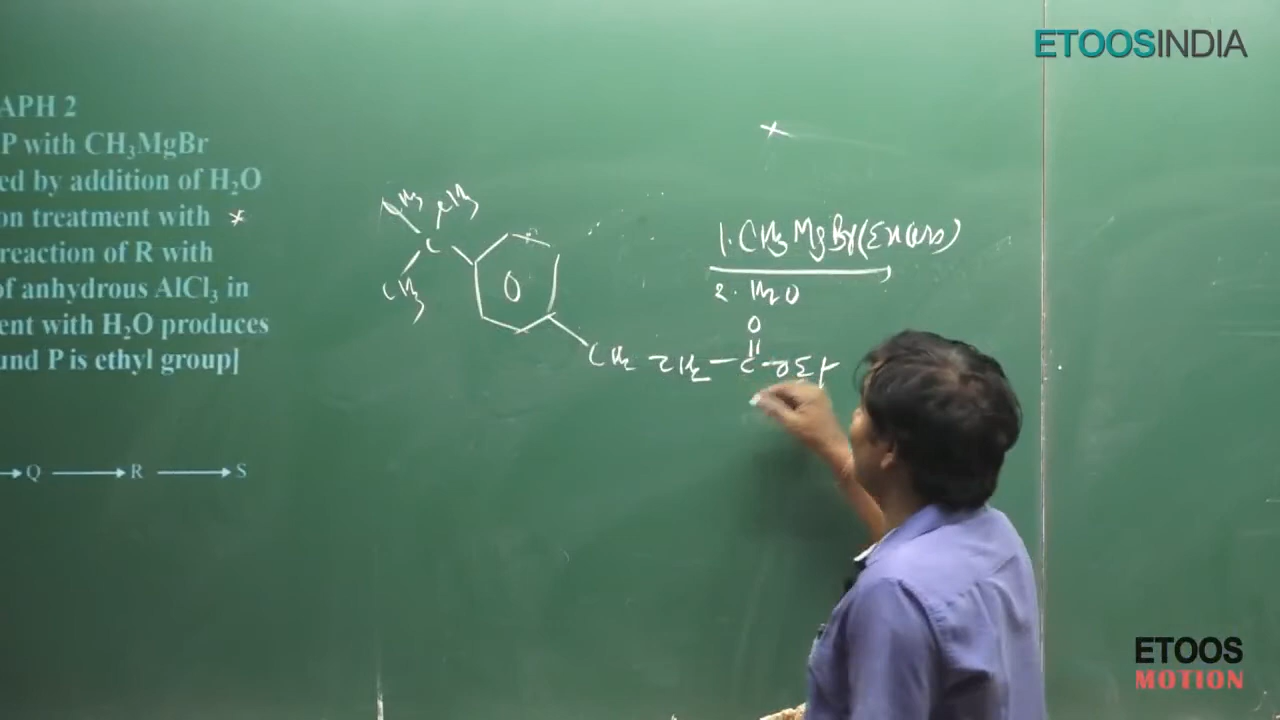 ETOOSINDIA
APH 2
P with CH₃MgBr
ed by addition of H₂O
on treatment with *
reaction of R with
of anhydrous AlCl₃ in
ent with H₂O produces
und P is ethyl group]
→ Q → R → S
x
CH₃ CH₃
C
CH₃
1. CH₃MgBr (Excess)
2. H₂O
O
CH₂ CH₂ - C - OEt
ETOOS
MOTION